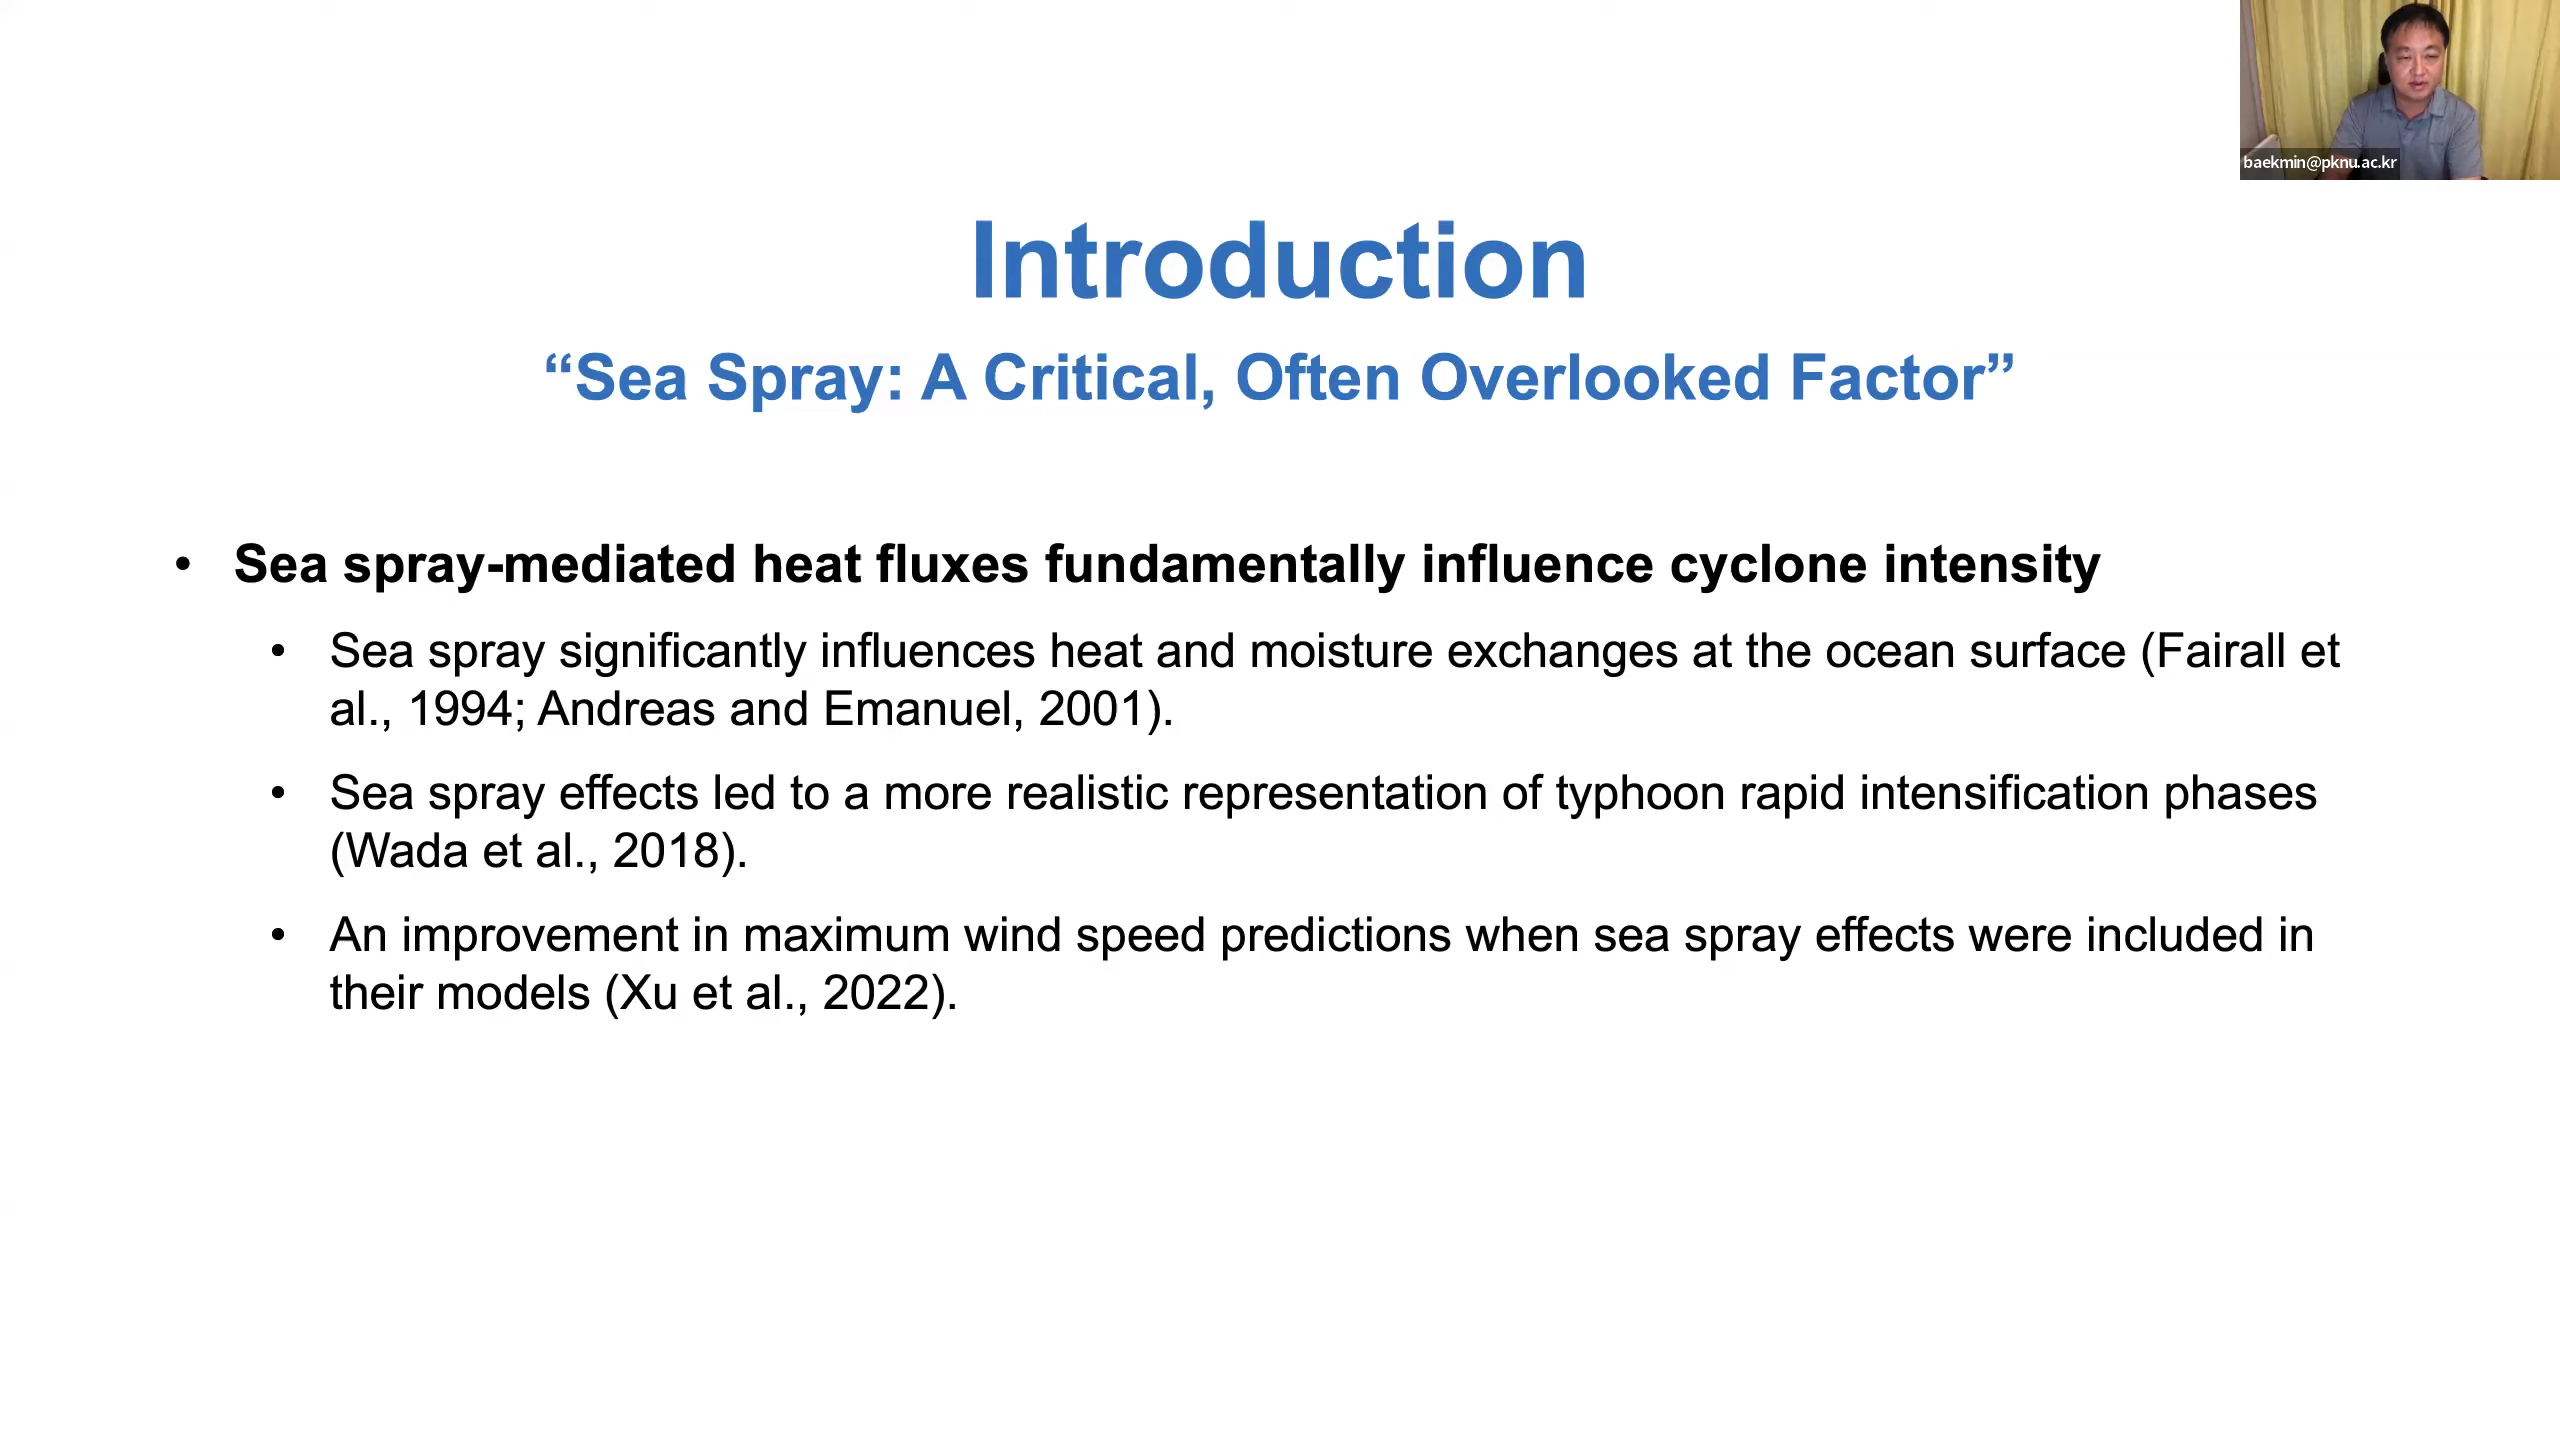 baekmin@pknu.ac.kr
Introduction
“Sea Spray: A Critical, Often Overlooked Factor”
• Sea spray-mediated heat fluxes fundamentally influence cyclone intensity
• Sea spray significantly influences heat and moisture exchanges at the ocean surface (Fairall et
al., 1994; Andreas and Emanuel, 2001).
• Sea spray effects led to a more realistic representation of typhoon rapid intensification phases
(Wada et al., 2018).
• An improvement in maximum wind speed predictions when sea spray effects were included in
their models (Xu et al., 2022).